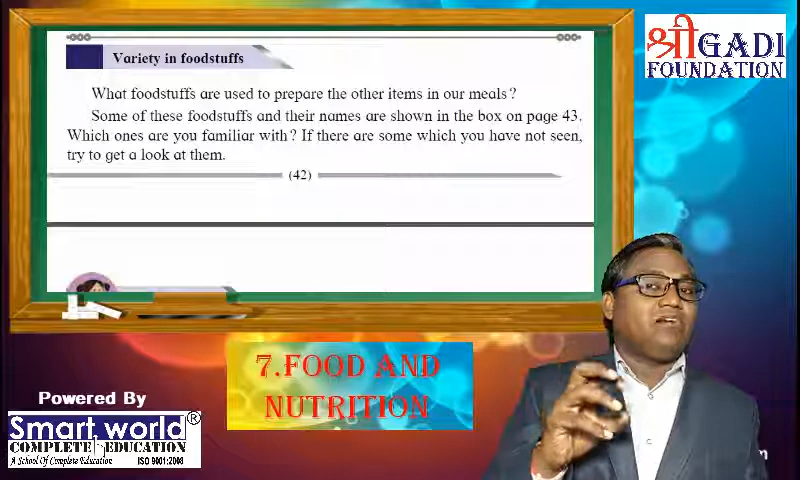 Variety in foodstuffs
What foodstuffs are used to prepare the other items in our meals?
Some of these foodstuffs and their names are shown in the box on page 43.
Which ones are you familiar with? If there are some which you have not seen,
try to get a look at them.
(42)
श्रीGADI
FOUNDATION
7.FOOD AND
NUTRITION
Powered By
Smart world®
COMPLETE EDUCATION
A School Of Complete Education ISO 9001:2008